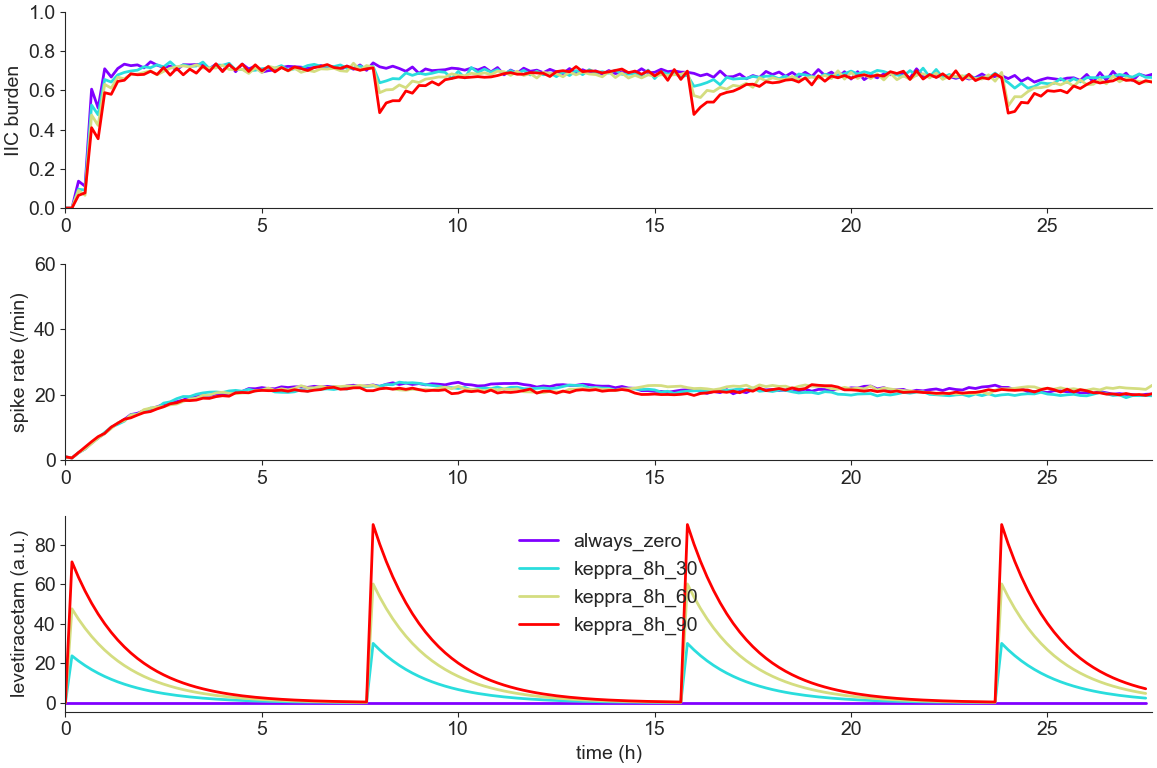 1.0
0.8
0.6
0.4
0.2
0.0
IIC burden
0 5 10 15 20 25
60
40
20
0
spike rate (/min)
0 5 10 15 20 25
80
60
40
20
0
levetiracetam (a.u.)
always_zero
keppra_8h_30
keppra_8h_60
keppra_8h_90
0 5 10 15 20 25
time (h)